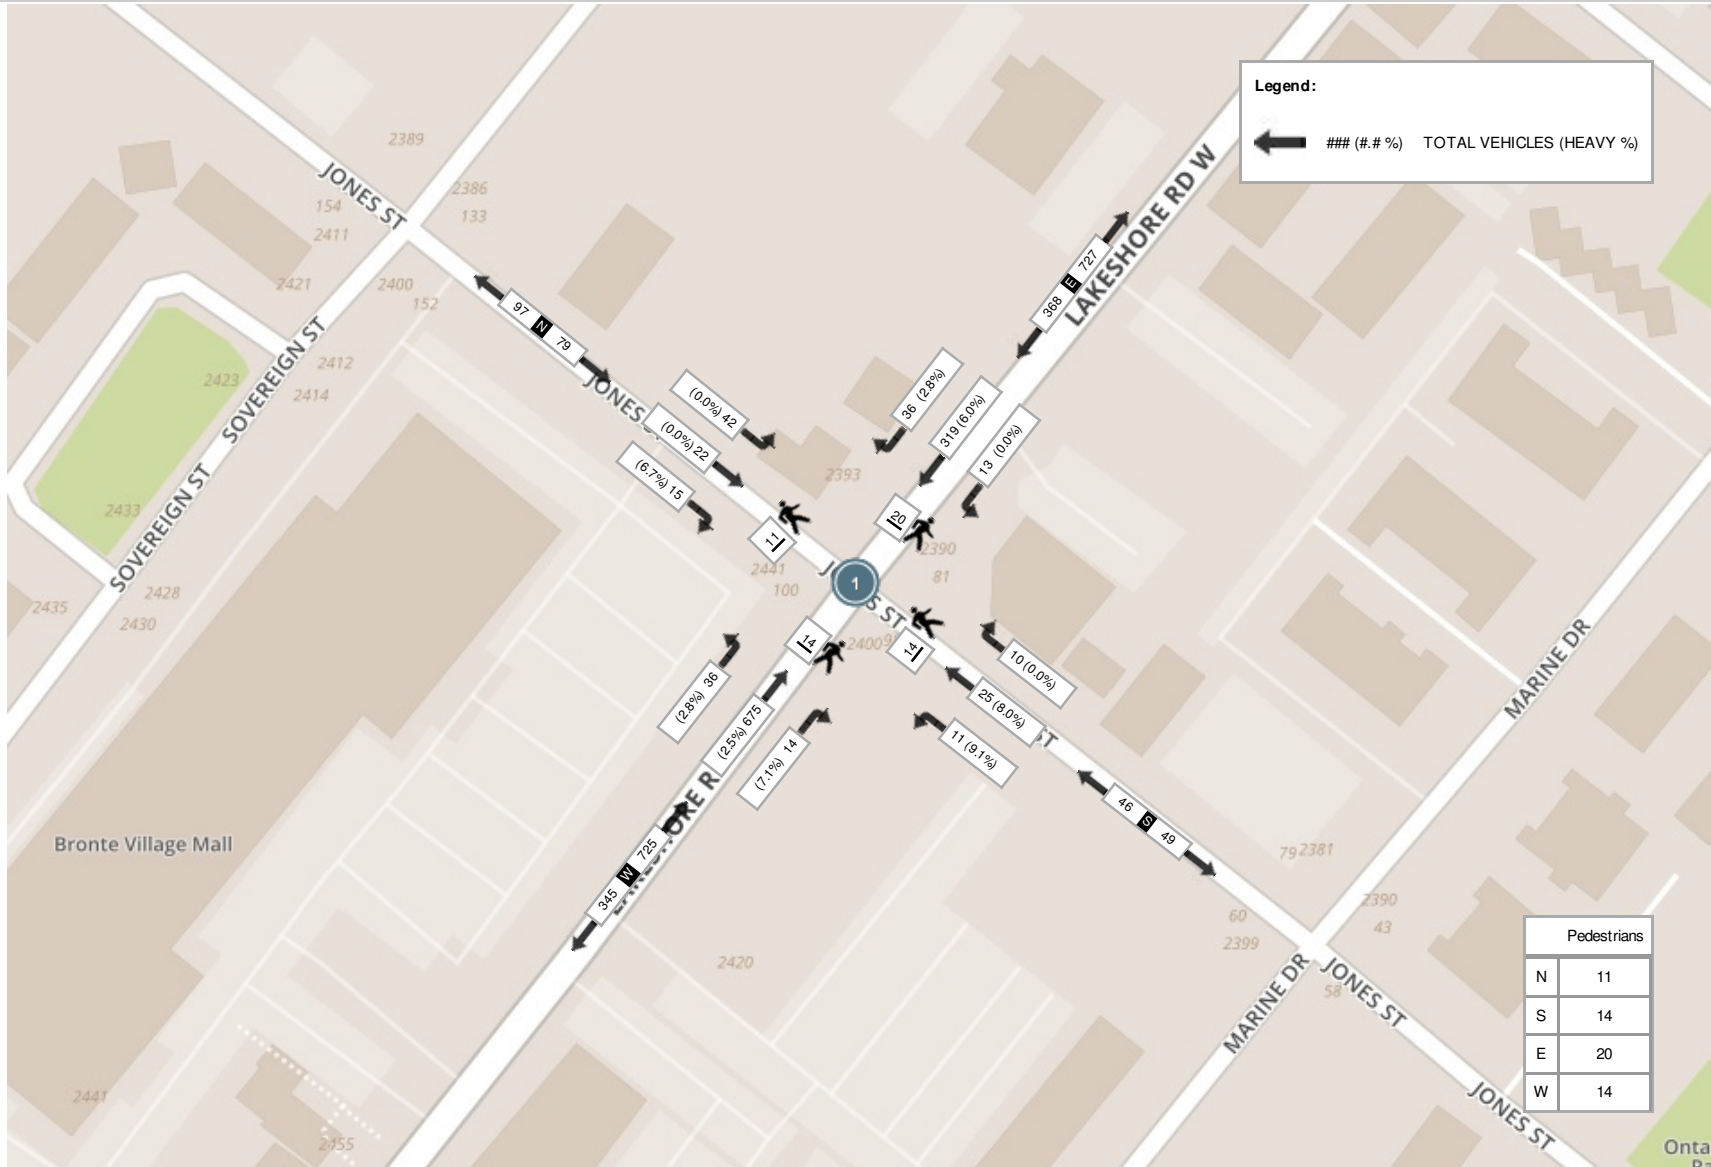 Legend:
### (#.# %) TOTAL VEHICLES (HEAVY %)
2389
JONES ST
154
2411
2386
133
2421
2400
152
SOVEREIGN ST
2412
2414
2423
SOVEREIGN ST
2433
2435
2428
2430
LAKESHORE RD W
727
E
368
97
N
79
JONES
(0.0%) 42
(0.0%) 22
(6.7%) 15
36 (2.8%)
319 (6.0%)
13 (0.0%)
2393
20
11
2390
81
2441
100
1
S ST
14
2400
14
10 (0.0%)
25 (8.0%)
11 (9.1%)
ST
(2.8%) 36
(2.5%) 675
(7.1%) 14
46
S
49
725
W
345
Bronte Village Mall
MARINE DR
79
2381
60
2399
2390
43
2420
MARINE DR
JONES ST
58
JONES ST
2441
2455
Pedestrians
N 11
S 14
E 20
W 14